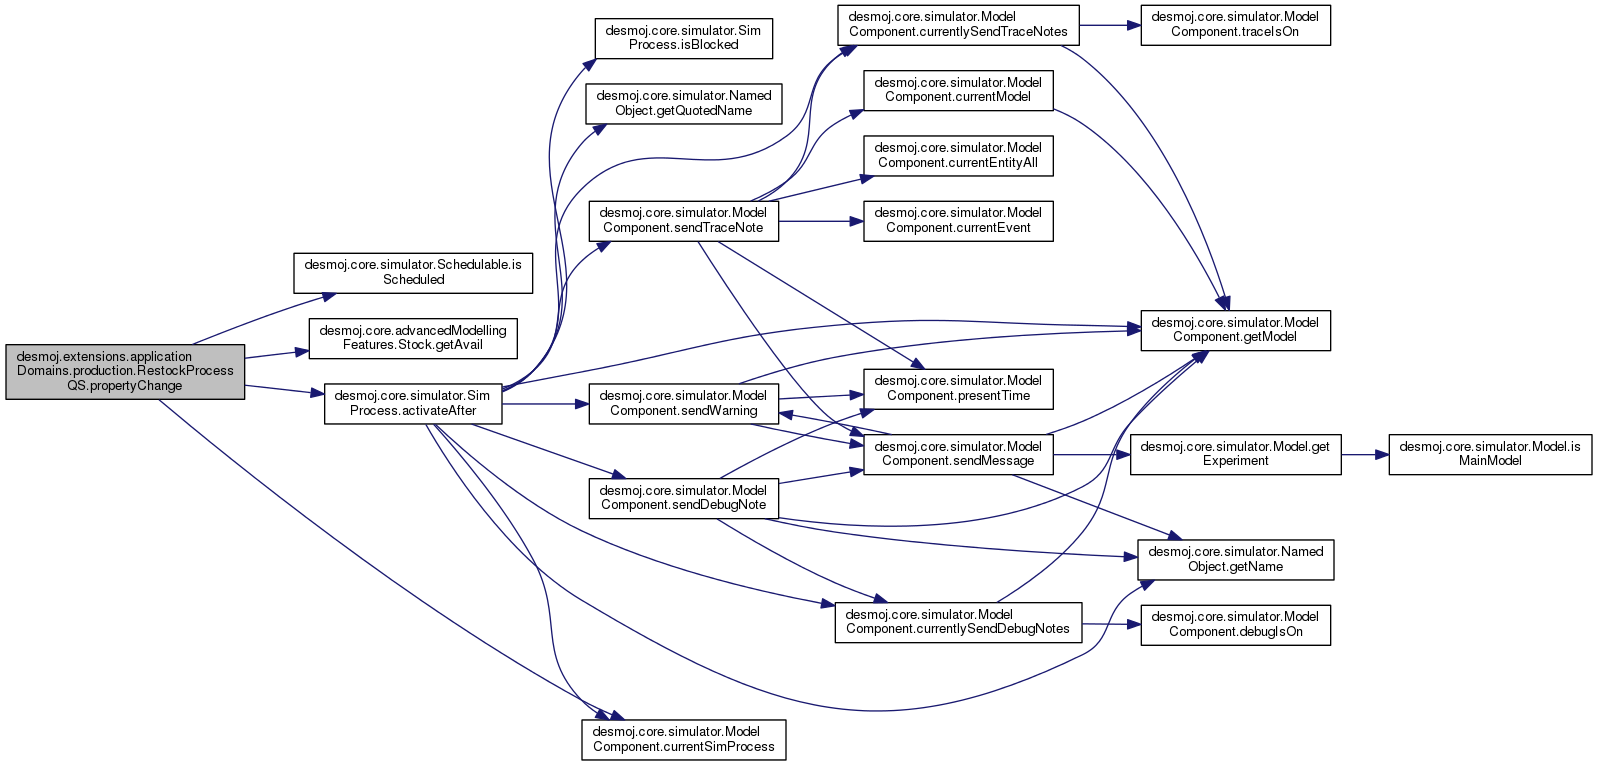 desmoj.extensions.application
Domains.production.RestockProcess
QS.propertyChange
desmoj.core.simulator.Schedulable.is
Scheduled
desmoj.core.advancedModelling
Features.Stock.getAvail
desmoj.core.simulator.Sim
Process.activateAfter
desmoj.core.simulator.Sim
Process.isBlocked
desmoj.core.simulator.Named
Object.getQuotedName
desmoj.core.simulator.Model
Component.sendTraceNote
desmoj.core.simulator.Model
Component.sendWarning
desmoj.core.simulator.Model
Component.sendDebugNote
desmoj.core.simulator.Model
Component.currentSimProcess
desmoj.core.simulator.Model
Component.currentlySendTraceNotes
desmoj.core.simulator.Model
Component.currentModel
desmoj.core.simulator.Model
Component.currentEntityAll
desmoj.core.simulator.Model
Component.currentEvent
desmoj.core.simulator.Model
Component.presentTime
desmoj.core.simulator.Model
Component.sendMessage
desmoj.core.simulator.Model
Component.currentlySendDebugNotes
desmoj.core.simulator.Model
Component.traceIsOn
desmoj.core.simulator.Model
Component.getModel
desmoj.core.simulator.Model.get
Experiment
desmoj.core.simulator.Named
Object.getName
desmoj.core.simulator.Model
Component.debugIsOn
desmoj.core.simulator.Model.is
MainModel